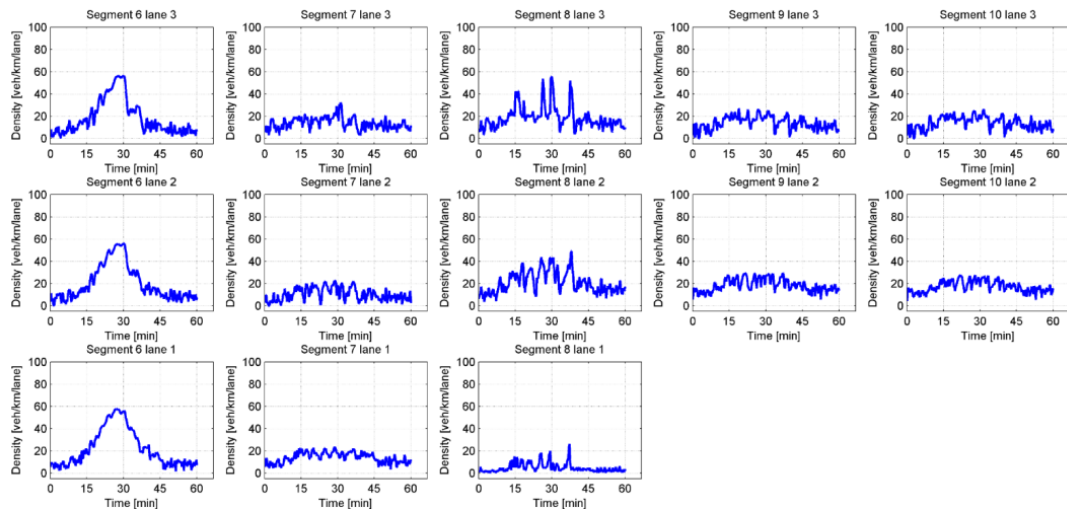 Segment 6 lane 3
Density [veh/km/lane]
100
80
60
40
20
0
0 15 30 45 60
Time [min]
Segment 7 lane 3
Density [veh/km/lane]
100
80
60
40
20
0
0 15 30 45 60
Time [min]
Segment 8 lane 3
Density [veh/km/lane]
100
80
60
40
20
0
0 15 30 45 60
Time [min]
Segment 9 lane 3
Density [veh/km/lane]
100
80
60
40
20
0
0 15 30 45 60
Time [min]
Segment 10 lane 3
Density [veh/km/lane]
100
80
60
40
20
0
0 15 30 45 60
Time [min]
Segment 6 lane 2
Density [veh/km/lane]
100
80
60
40
20
0
0 15 30 45 60
Time [min]
Segment 7 lane 2
Density [veh/km/lane]
100
80
60
40
20
0
0 15 30 45 60
Time [min]
Segment 8 lane 2
Density [veh/km/lane]
100
80
60
40
20
0
0 15 30 45 60
Time [min]
Segment 9 lane 2
Density [veh/km/lane]
100
80
60
40
20
0
0 15 30 45 60
Time [min]
Segment 10 lane 2
Density [veh/km/lane]
100
80
60
40
20
0
0 15 30 45 60
Time [min]
Segment 6 lane 1
Density [veh/km/lane]
100
80
60
40
20
0
0 15 30 45 60
Time [min]
Segment 7 lane 1
Density [veh/km/lane]
100
80
60
40
20
0
0 15 30 45 60
Time [min]
Segment 8 lane 1
Density [veh/km/lane]
100
80
60
40
20
0
0 15 30 45 60
Time [min]